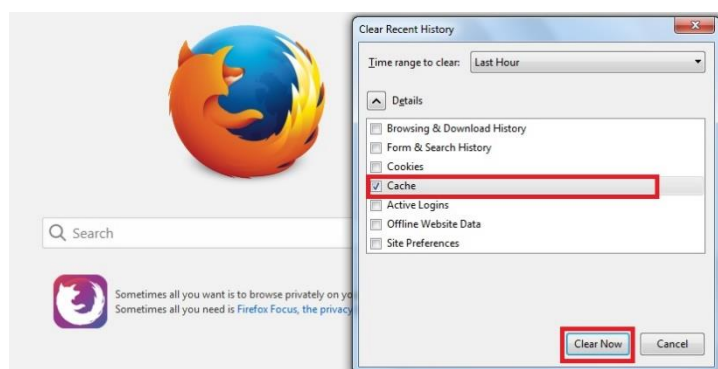 Clear Recent History
Time range to clear: Last Hour
Details
Browsing & Download History
Form & Search History
Cookies
Cache
Active Logins
Offline Website Data
Site Preferences
Clear Now Cancel
Search
Sometimes all you want is to browse privately on
Sometimes all you need is Firefox Focus, the privacy